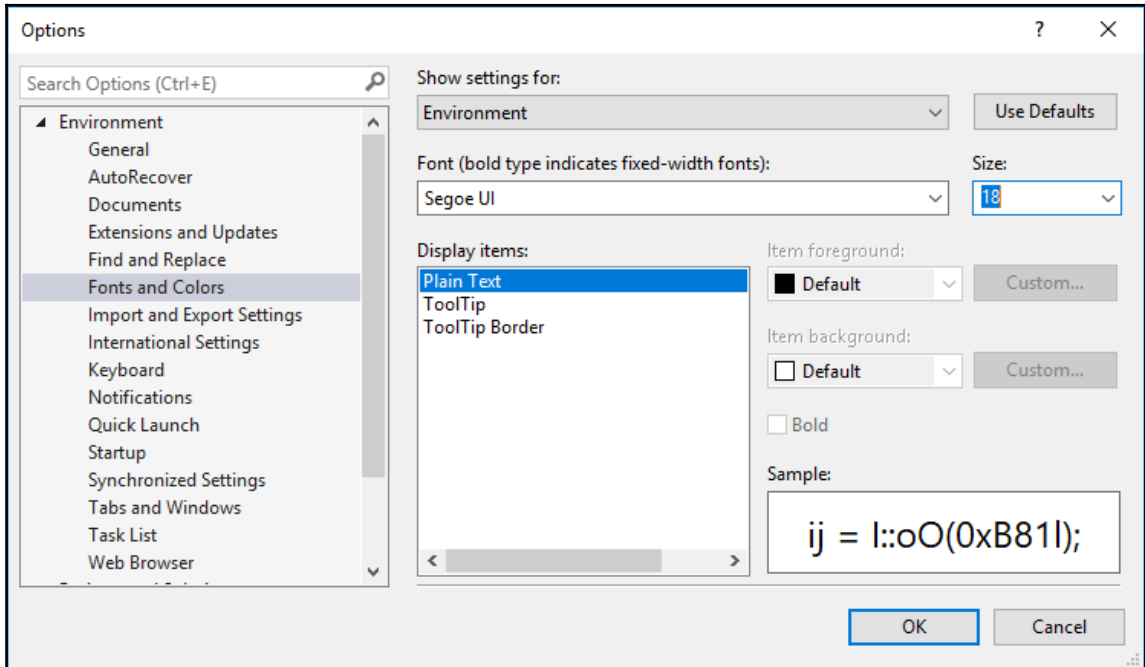 Options
?
Search Options (Ctrl+E)
Environment
General
AutoRecover
Documents
Extensions and Updates
Find and Replace
Fonts and Colors
Import and Export Settings
International Settings
Keyboard
Notifications
Quick Launch
Startup
Synchronized Settings
Tabs and Windows
Task List
Web Browser
Show settings for:
Environment
Use Defaults
Font (bold type indicates fixed-width fonts):
Size:
Segoe UI
18
Display items:
Plain Text
ToolTip
ToolTip Border
Item foreground:
Default
Custom...
Item background:
Default
Custom...
Bold
Sample:
ij = I::oO(0xB81l);
OK
Cancel